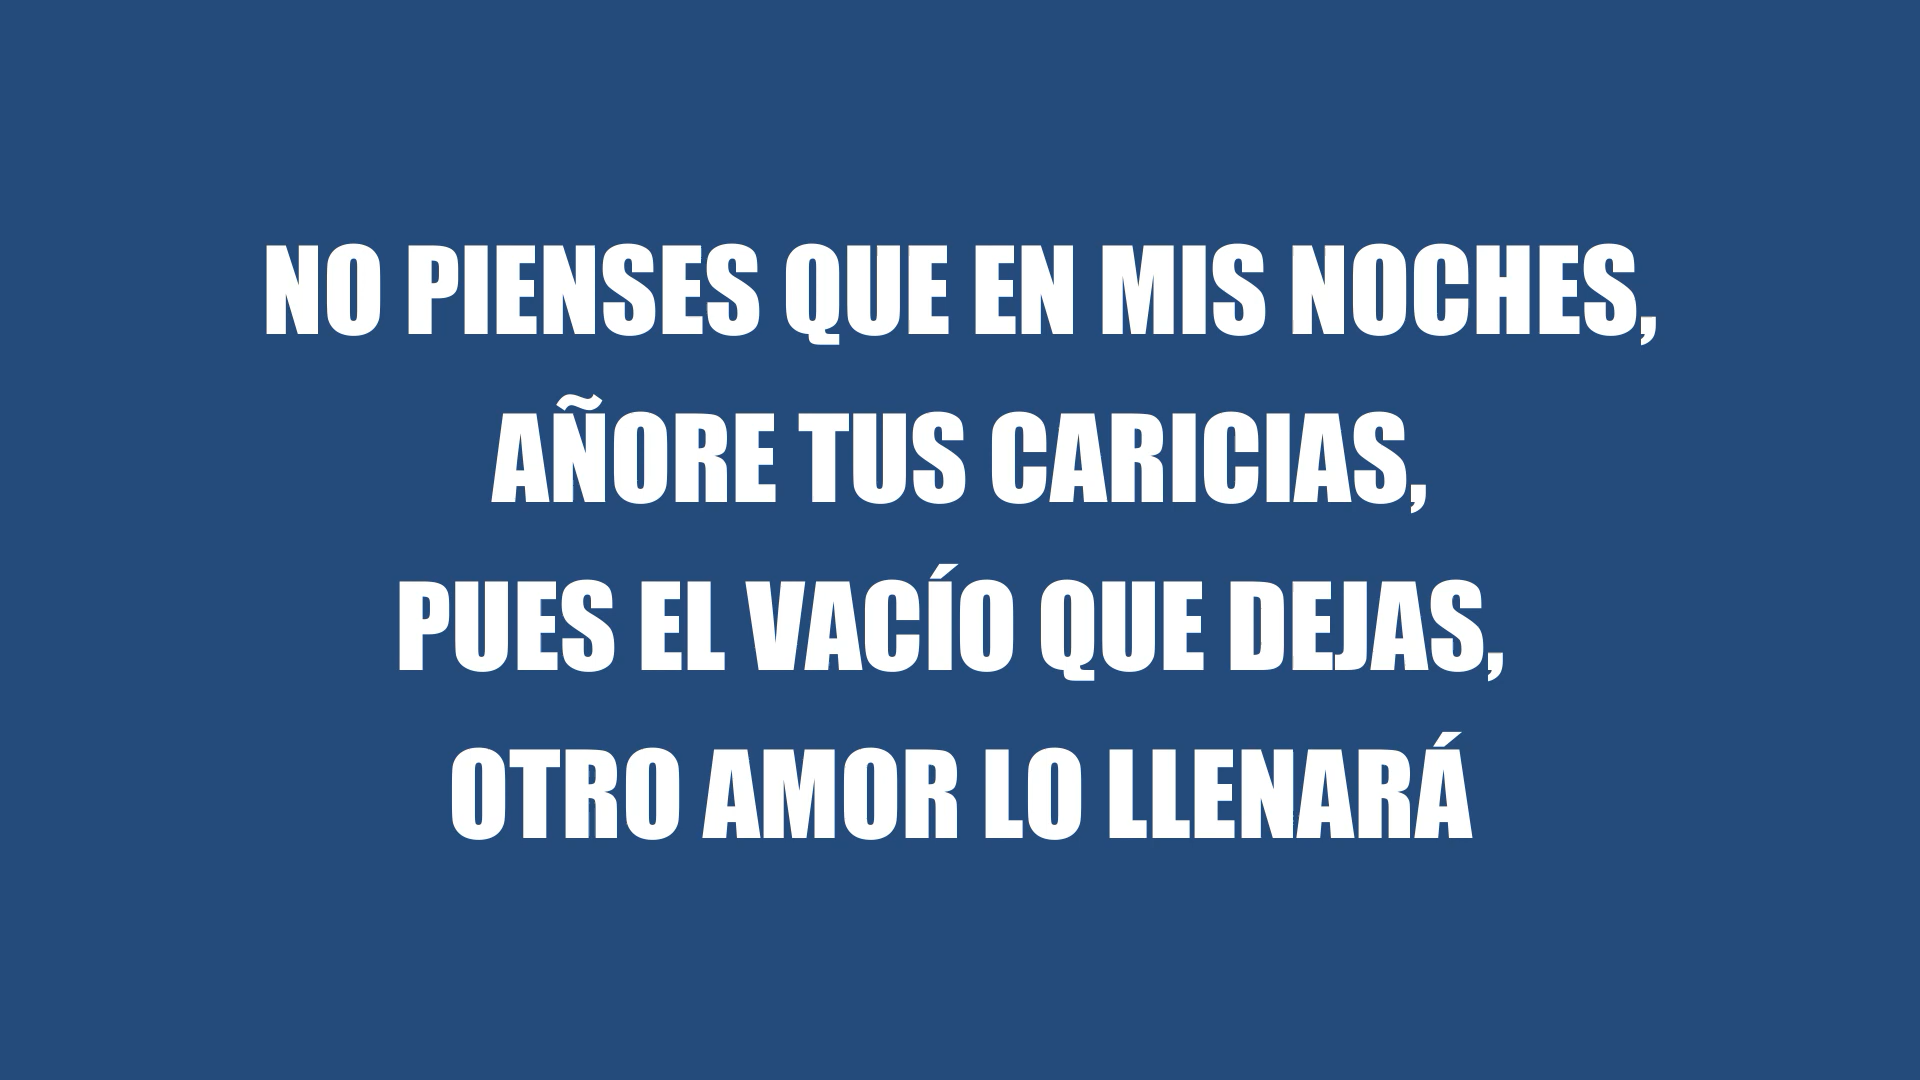 NO PIENSES QUE EN MIS NOCHES,
AÑORE TUS CARICIAS,
PUES EL VACÍO QUE DEJAS,
OTRO AMOR LO LLENARÁ